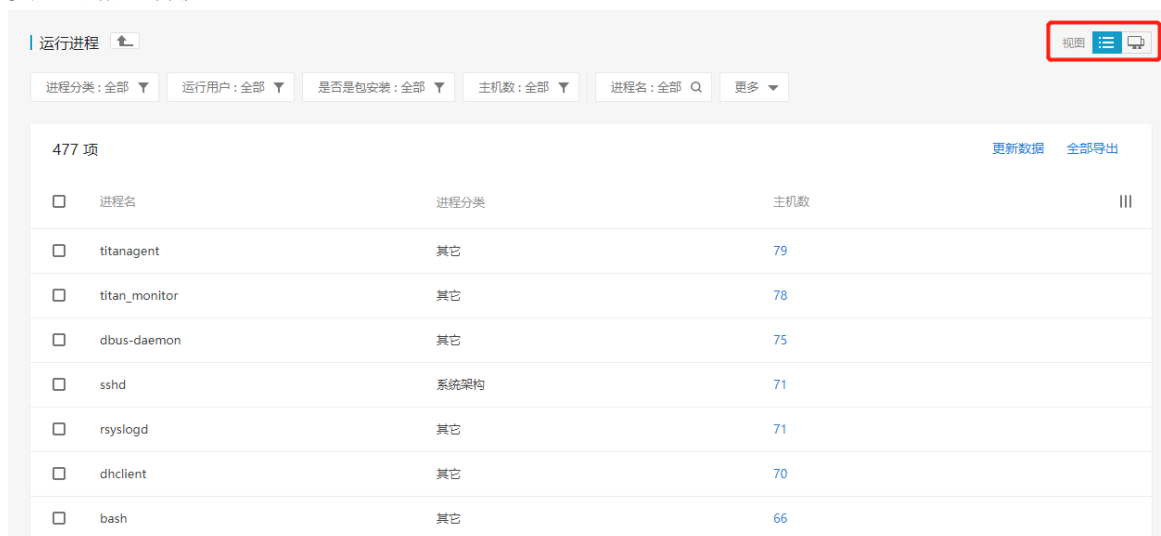 运行进程
视图
进程分类:全部 运行用户:全部 是否是包安装:全部 主机数:全部 进程名:全部 更多
477 项
更新数据 全部导出
进程名 进程分类 主机数
titanagent 其它 79
titan_monitor 其它 78
dbus-daemon 其它 75
sshd 系统架构 71
rsyslogd 其它 71
dhclient 其它 70
bash 其它 66